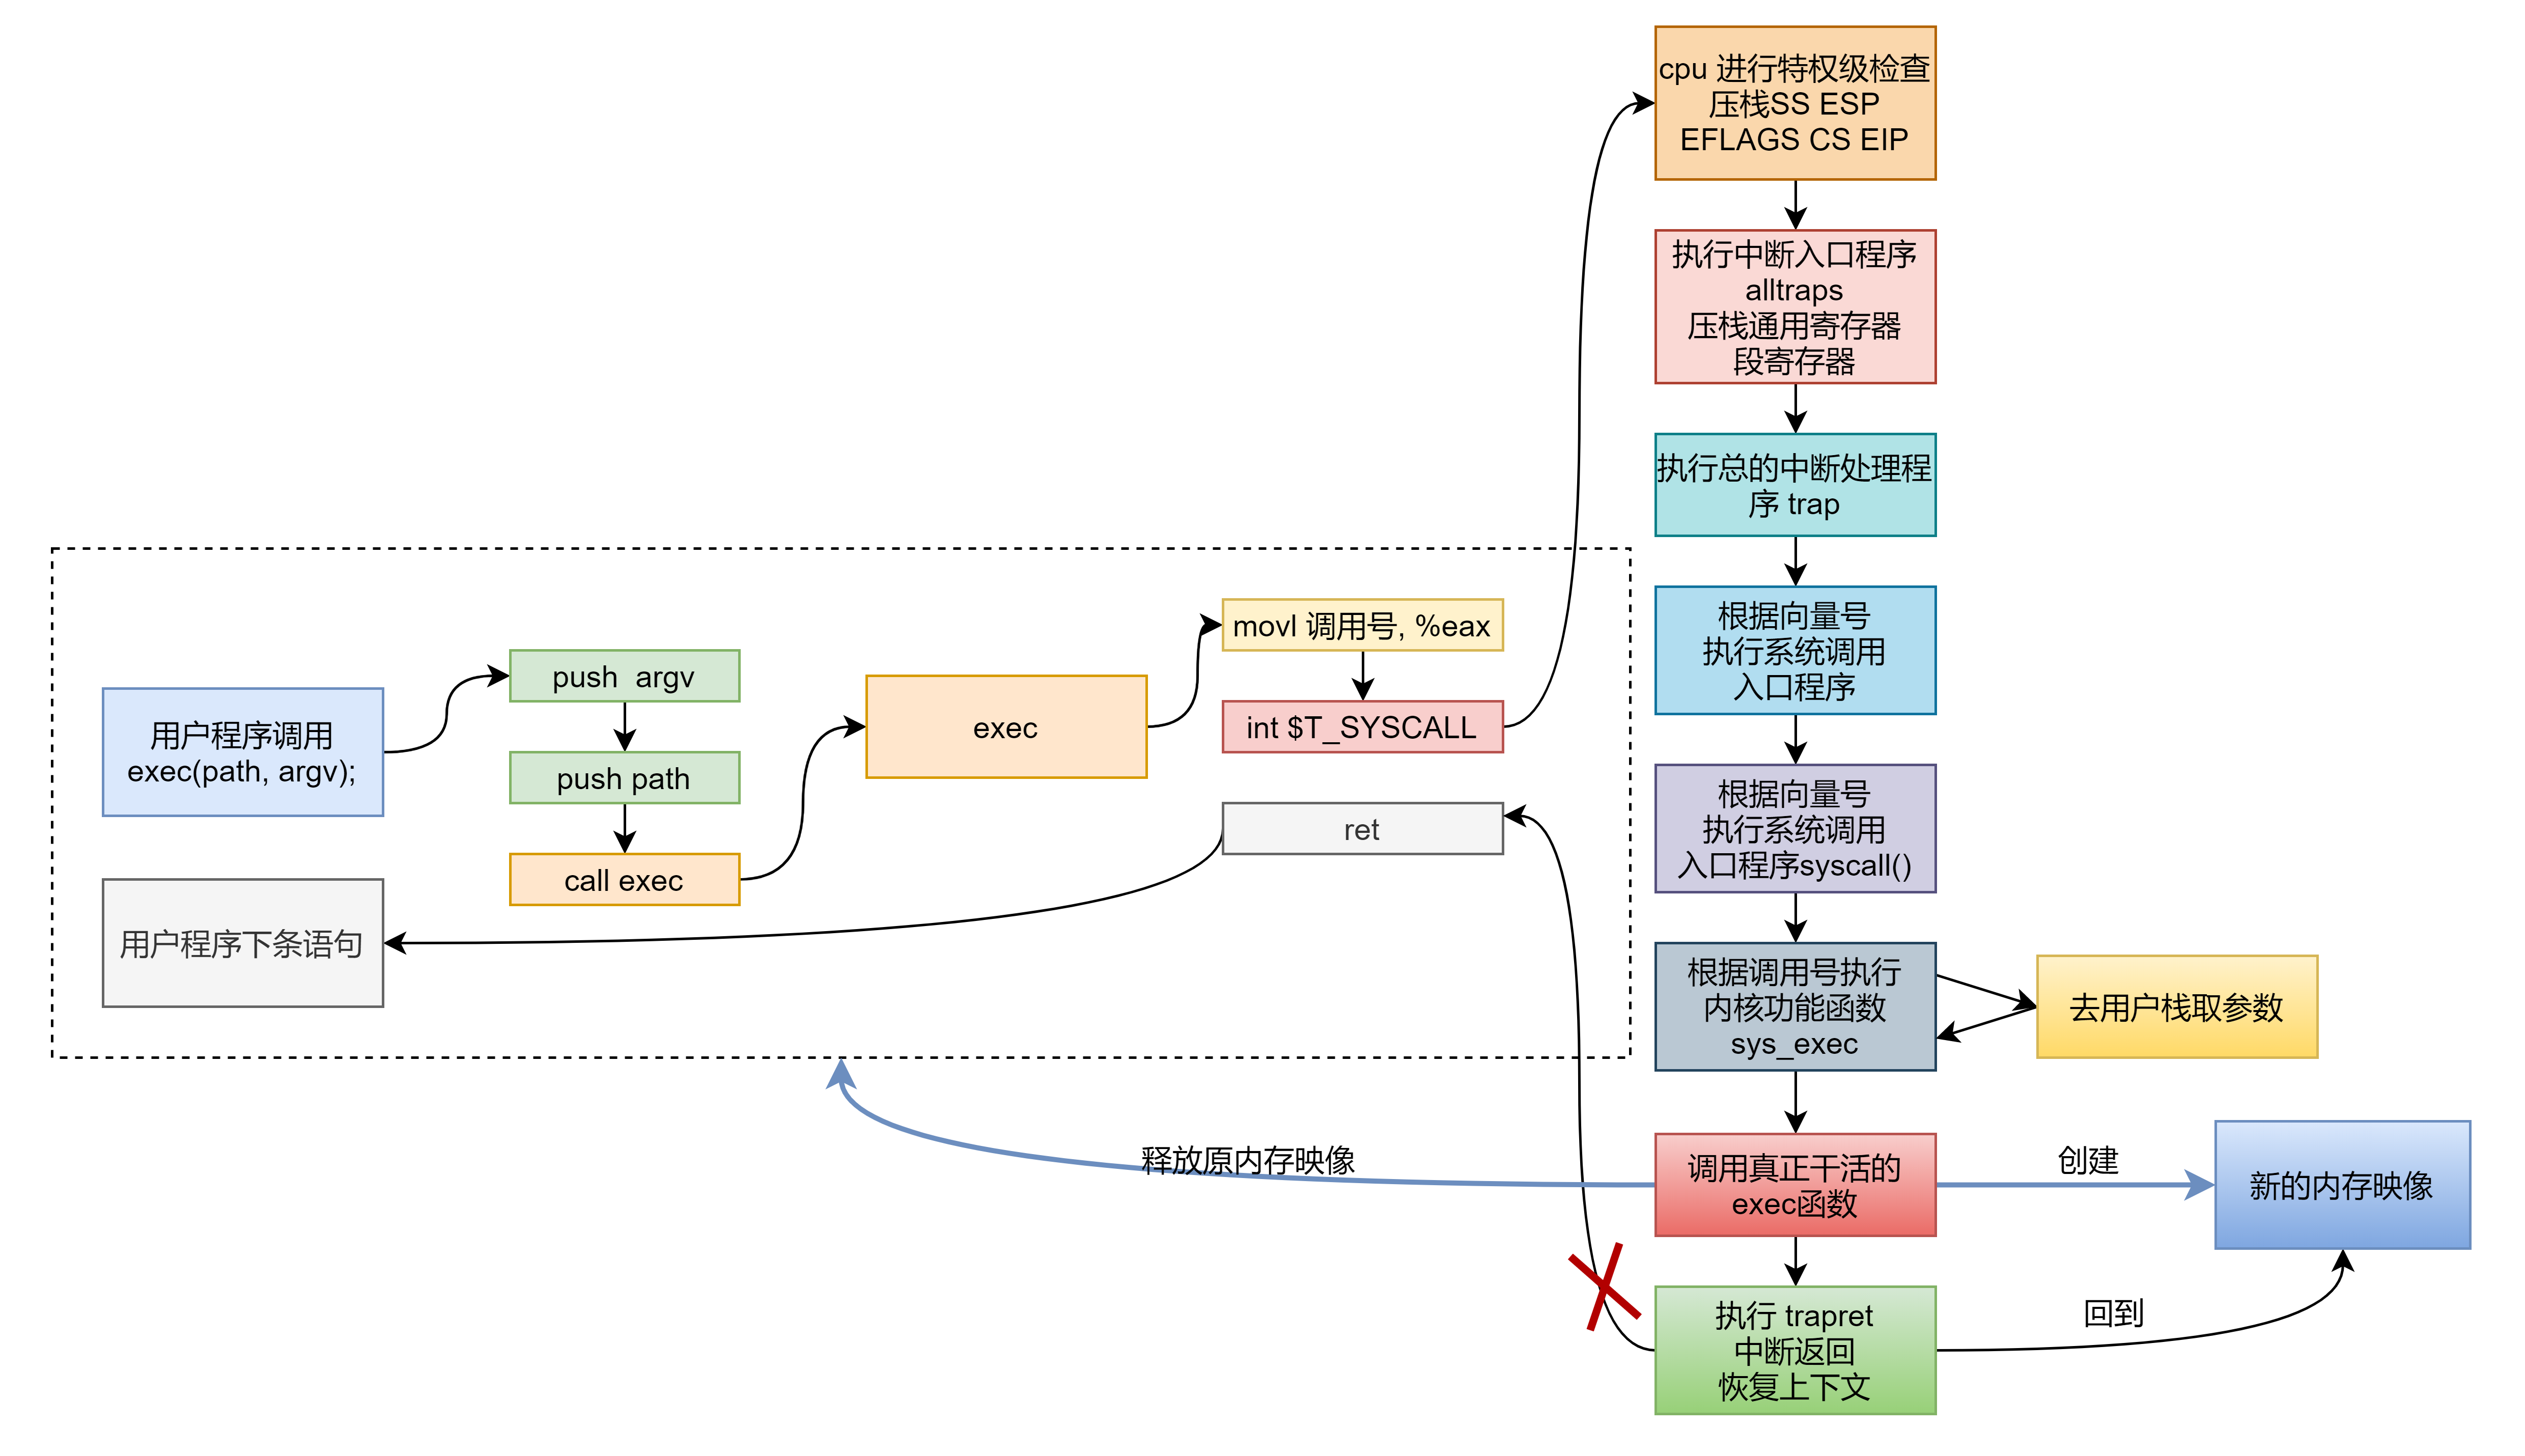 cpu 进行特权级检查
压栈SS ESP
EFLAGS CS EIP
执行中断入口程序
alltraps
压栈通用寄存器
段寄存器
执行总的中断处理程
序 trap
根据向量号
执行系统调用
入口程序
根据向量号
执行系统调用
入口程序syscall()
根据调用号执行
内核功能函数
sys_exec
去用户栈取参数
调用真正干活的
exec函数
执行 trapret
中断返回
恢复上下文
用户程序调用
exec(path, argv);
push argv
push path
call exec
exec
movl 调用号, %eax
int $T_SYSCALL
ret
用户程序下条语句
释放原内存映像
创建
新的内存映像
回到